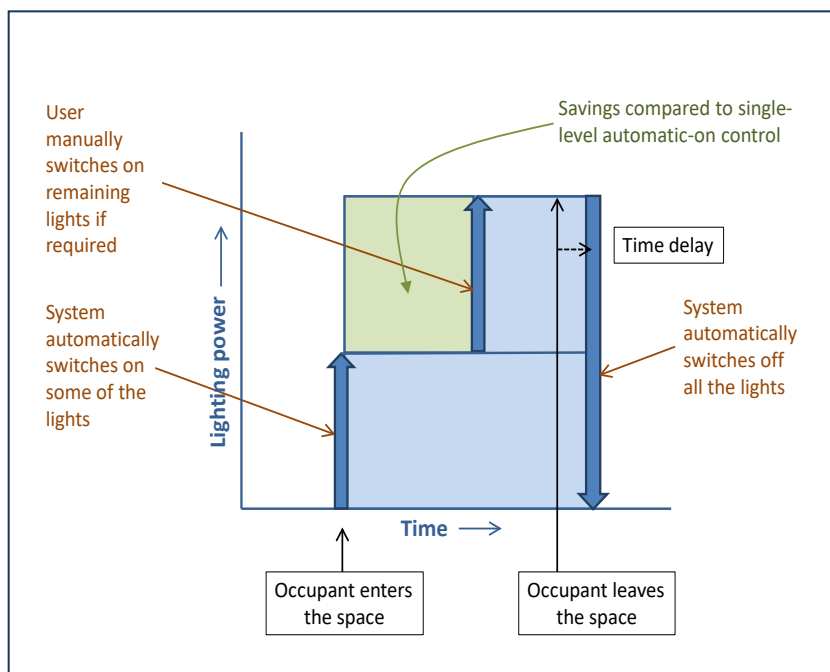 User
manually
switches on
remaining
lights if
required
Savings compared to single-
level automatic-on control
Time delay
System
automatically
switches on
some of the
lights
System
automatically
switches off
all the lights
Lighting power
Time
Occupant enters
the space
Occupant leaves
the space